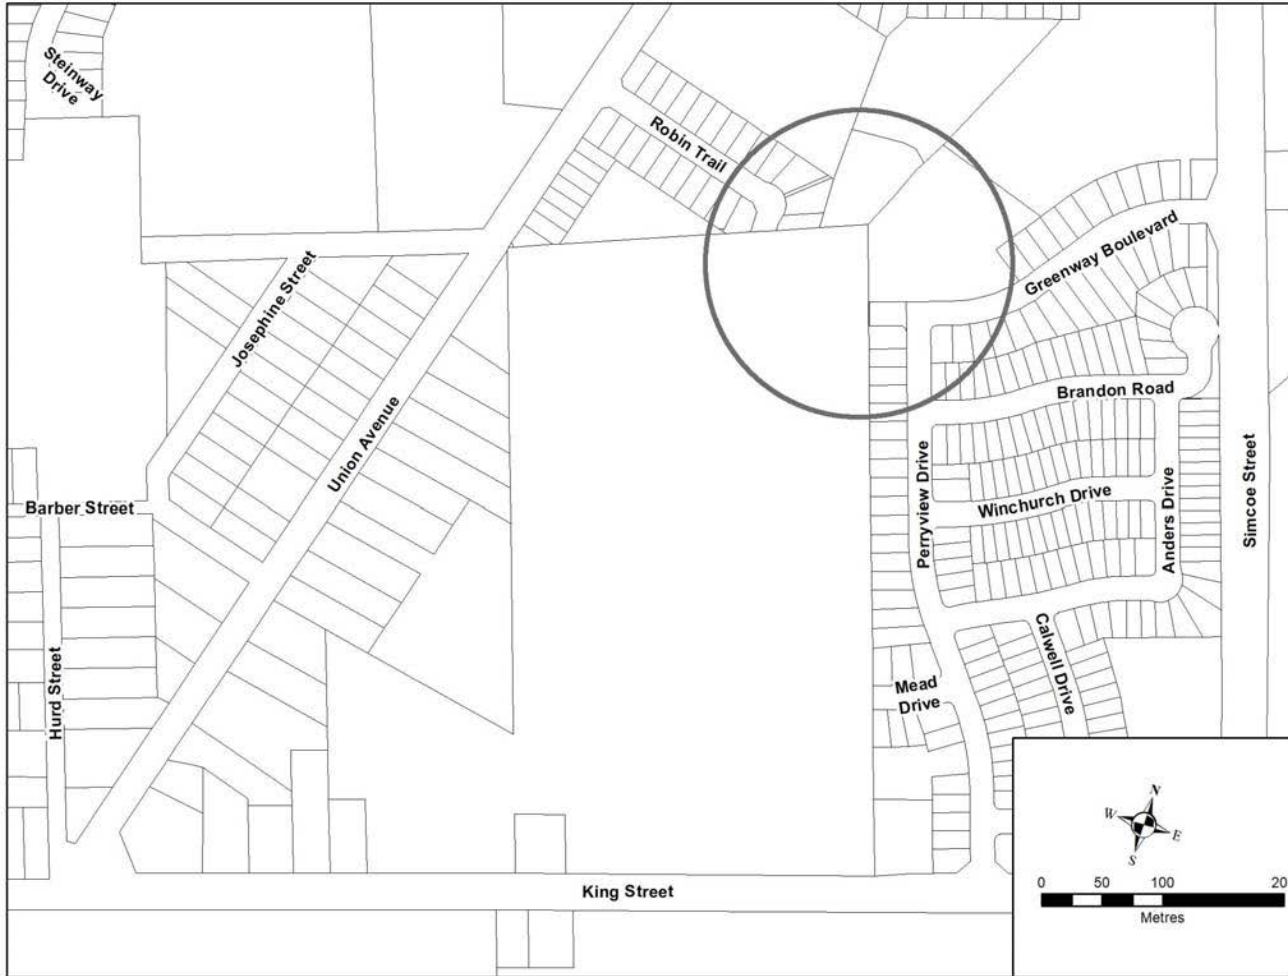 Steinway
Drive
Robin Trail
Greenway Boulevard
Josephine Street
Union Avenue
Brandon Road
Barber Street
Perryview Drive
Winchurch Drive
Anders Drive
Simcoe Street
Hurd Street
Mead
Drive
Calwell Drive
King Street
N
W
E
S
0 50 100 20
Metres